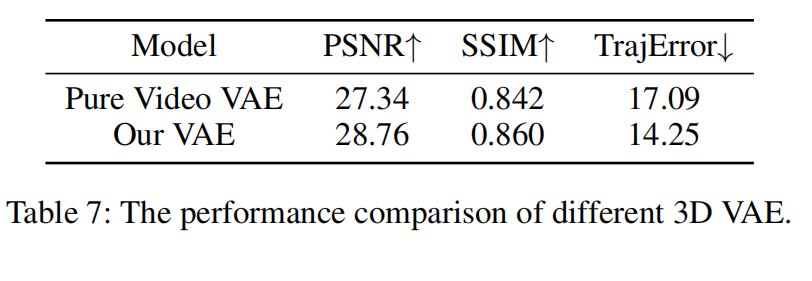 Model PSNR↑ SSIM↑ TrajError↓
Pure Video VAE 27.34 0.842 17.09
Our VAE 28.76 0.860 14.25
Table 7: The performance comparison of different 3D VAE.